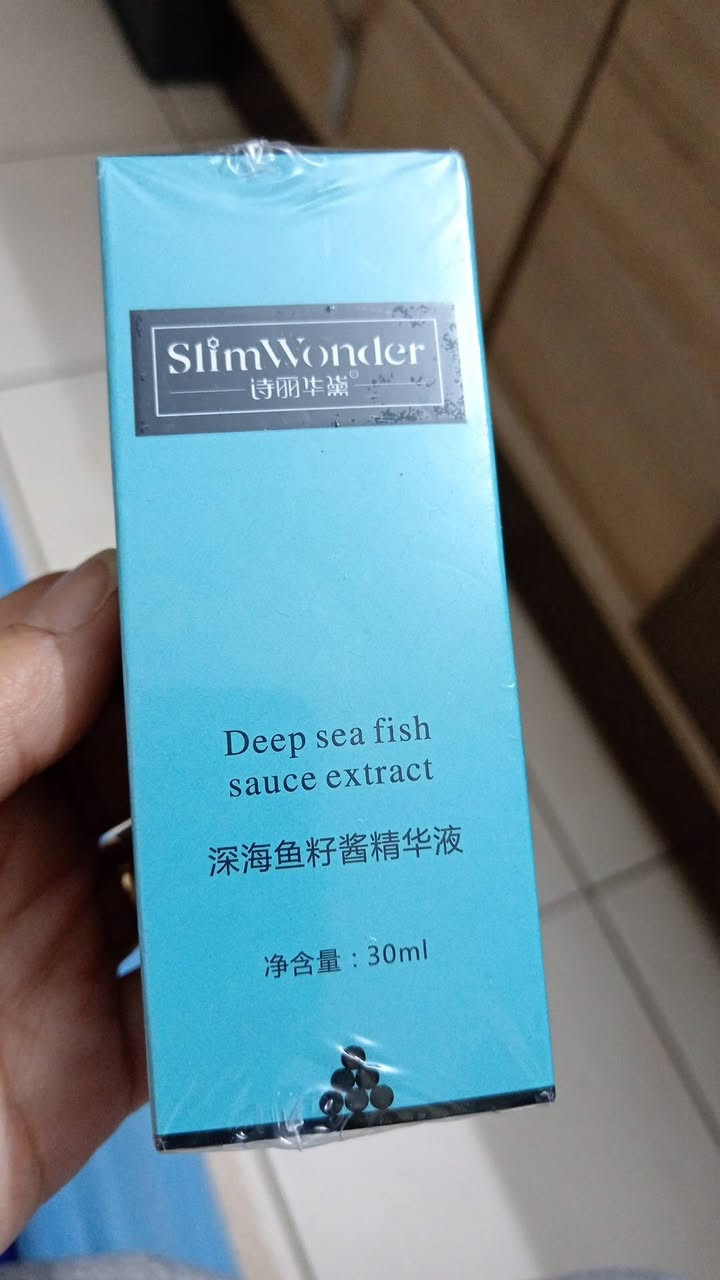 SlimWonder
诗丽华黛®
Deep sea fish
sauce extract
深海鱼籽酱精华液
净含量：30ml